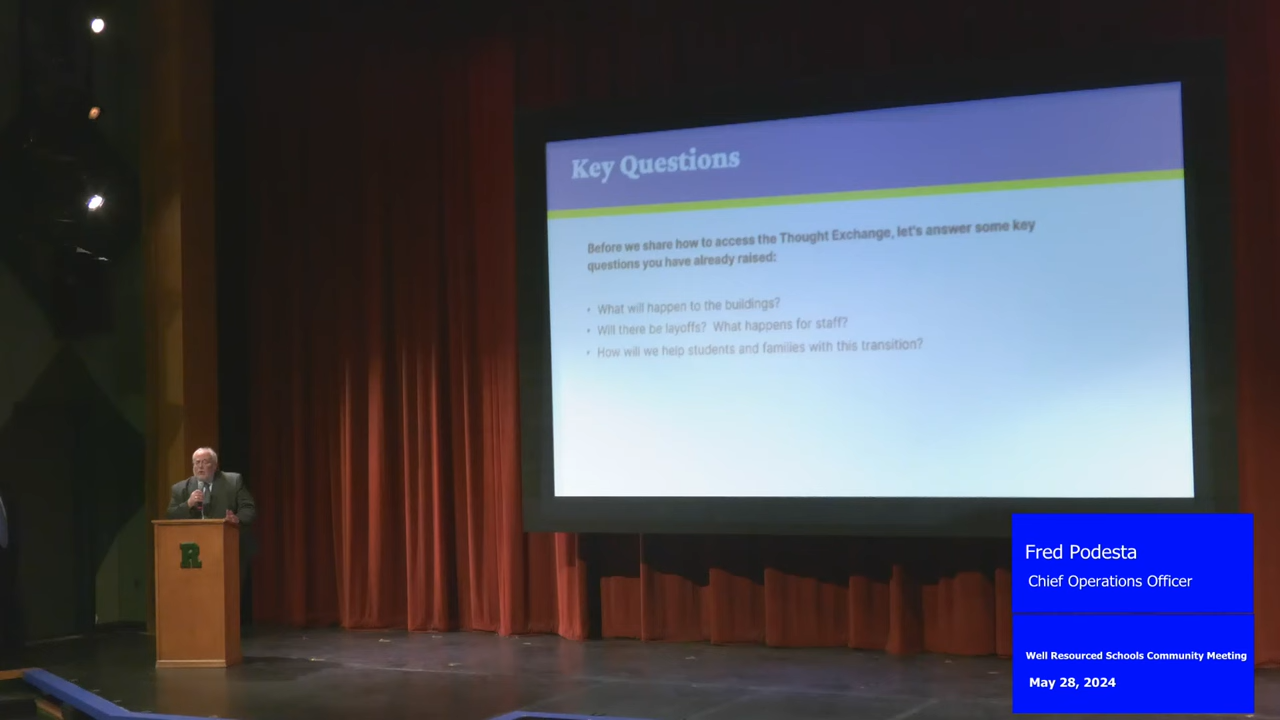 Key Questions
Before we share how to access the Thought Exchange, let's answer some key
questions you have already raised:
• What will happen to the buildings?
• Will there be layoffs? What happens for staff?
• How will we help students and families with this transition?
R
Fred Podesta
Chief Operations Officer
Well Resourced Schools Community Meeting
May 28, 2024